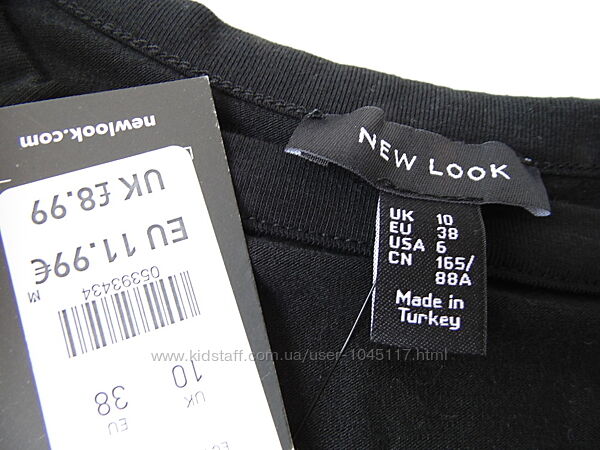 NEW LOOK
UK 10
EU 38
USA 6
CN 165/
88A
Made in
Turkey
newlook.com
UK £8.99
EU 11.99€
05393434
10
UK
38
EU
www.kidstaff.com.ua/user-1045117.html